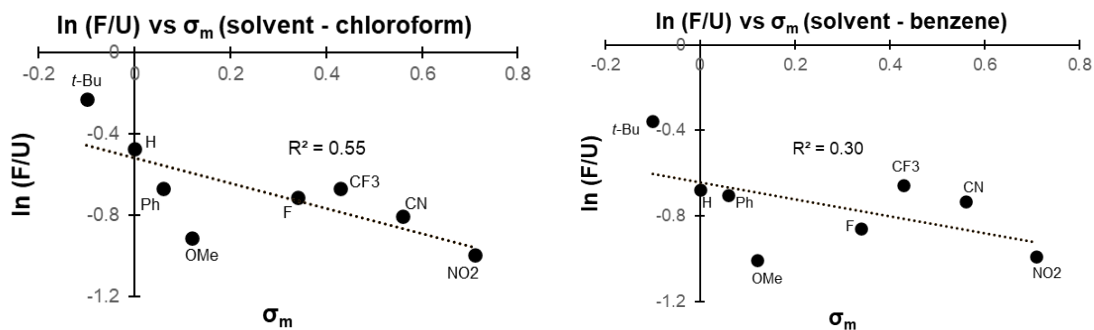 ln (F/U) vs σm (solvent - chloroform)
-0.2 0 0 0.2 0.4 0.6 0.8
t-Bu
-0.4
H
R² = 0.55
ln (F/U)
Ph
CF3
F
CN
-0.8
OMe
NO2
-1.2
σm
ln (F/U) vs σm (solvent - benzene)
0
-0.2 0 0.2 0.4 0.6 0.8
t-Bu
-0.4
R² = 0.30
CF3
ln (F/U)
H
Ph
CN
-0.8
F
OMe
NO2
-1.2
σm